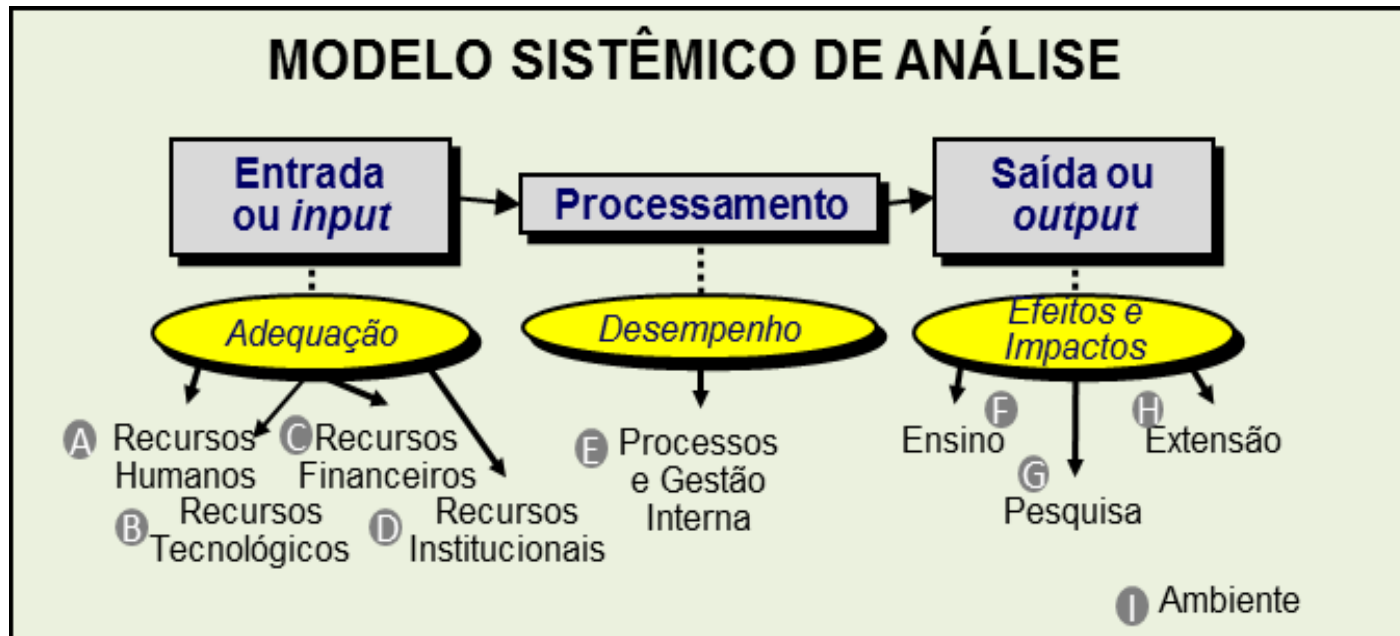 MODELO SISTÊMICO DE ANÁLISE
Entrada
ou input
Processamento
Saída ou
output
Adequação
Desempenho
Efeitos e
Impactos
A Recursos
Humanos
B Recursos
Tecnológicos
C Recursos
Financeiros
D Recursos
Institucionais
E Processos
e Gestão
Interna
F
Ensino
G
Pesquisa
H
Extensão
I Ambiente